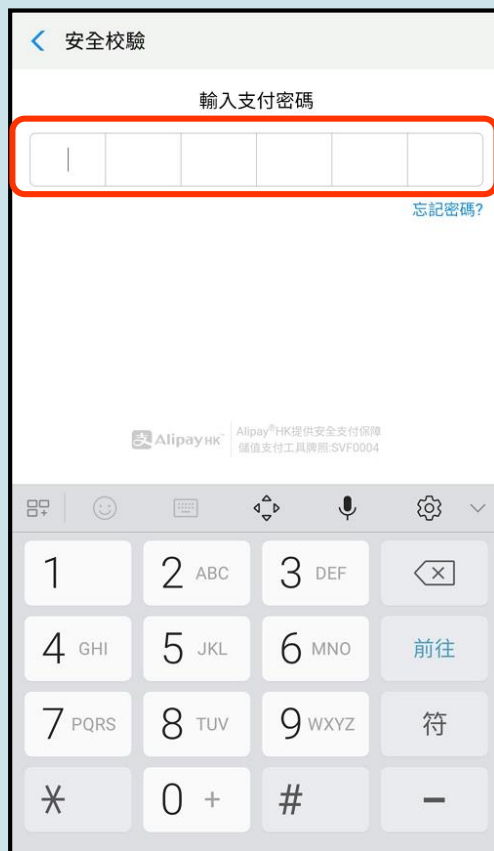 安全校驗
輸入支付密碼
忘記密碼?
支 AlipayHK
Alipay®HK提供安全支付保障
儲值支付工具牌照:SVF0004
1
2 ABC
3 DEF
4 GHI
5 JKL
6 MNO
前往
7 PQRS
8 TUV
9 WXYZ
符
*
0 +
#
-